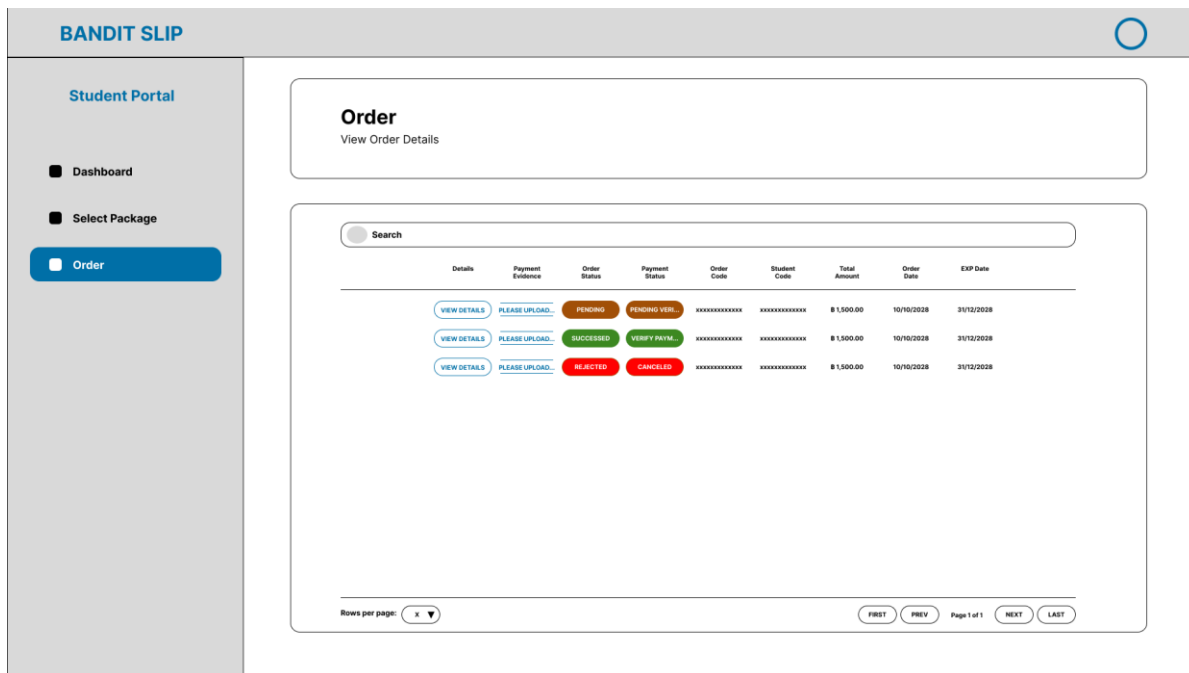 BANDIT SLIP
Student Portal
Dashboard
Select Package
Order
Order
View Order Details
Search
Details Payment Evidence Order Status Payment Status Order Code Student Code Total Amount Order Date EXP Date
VIEW DETAILS PLEASE UPLOAD... PENDING PENDING VERI... xxxxxxxxxxxxx xxxxxxxxxxxxx ฿ 1,500.00 10/10/2028 31/12/2028
VIEW DETAILS PLEASE UPLOAD... SUCCESSED VERIFY PAYM... xxxxxxxxxxxxx xxxxxxxxxxxxx ฿ 1,500.00 10/10/2028 31/12/2028
VIEW DETAILS PLEASE UPLOAD... REJECTED CANCELED xxxxxxxxxxxxx xxxxxxxxxxxxx ฿ 1,500.00 10/10/2028 31/12/2028
Rows per page: X ▼ FIRST PREV Page 1 of 1 NEXT LAST